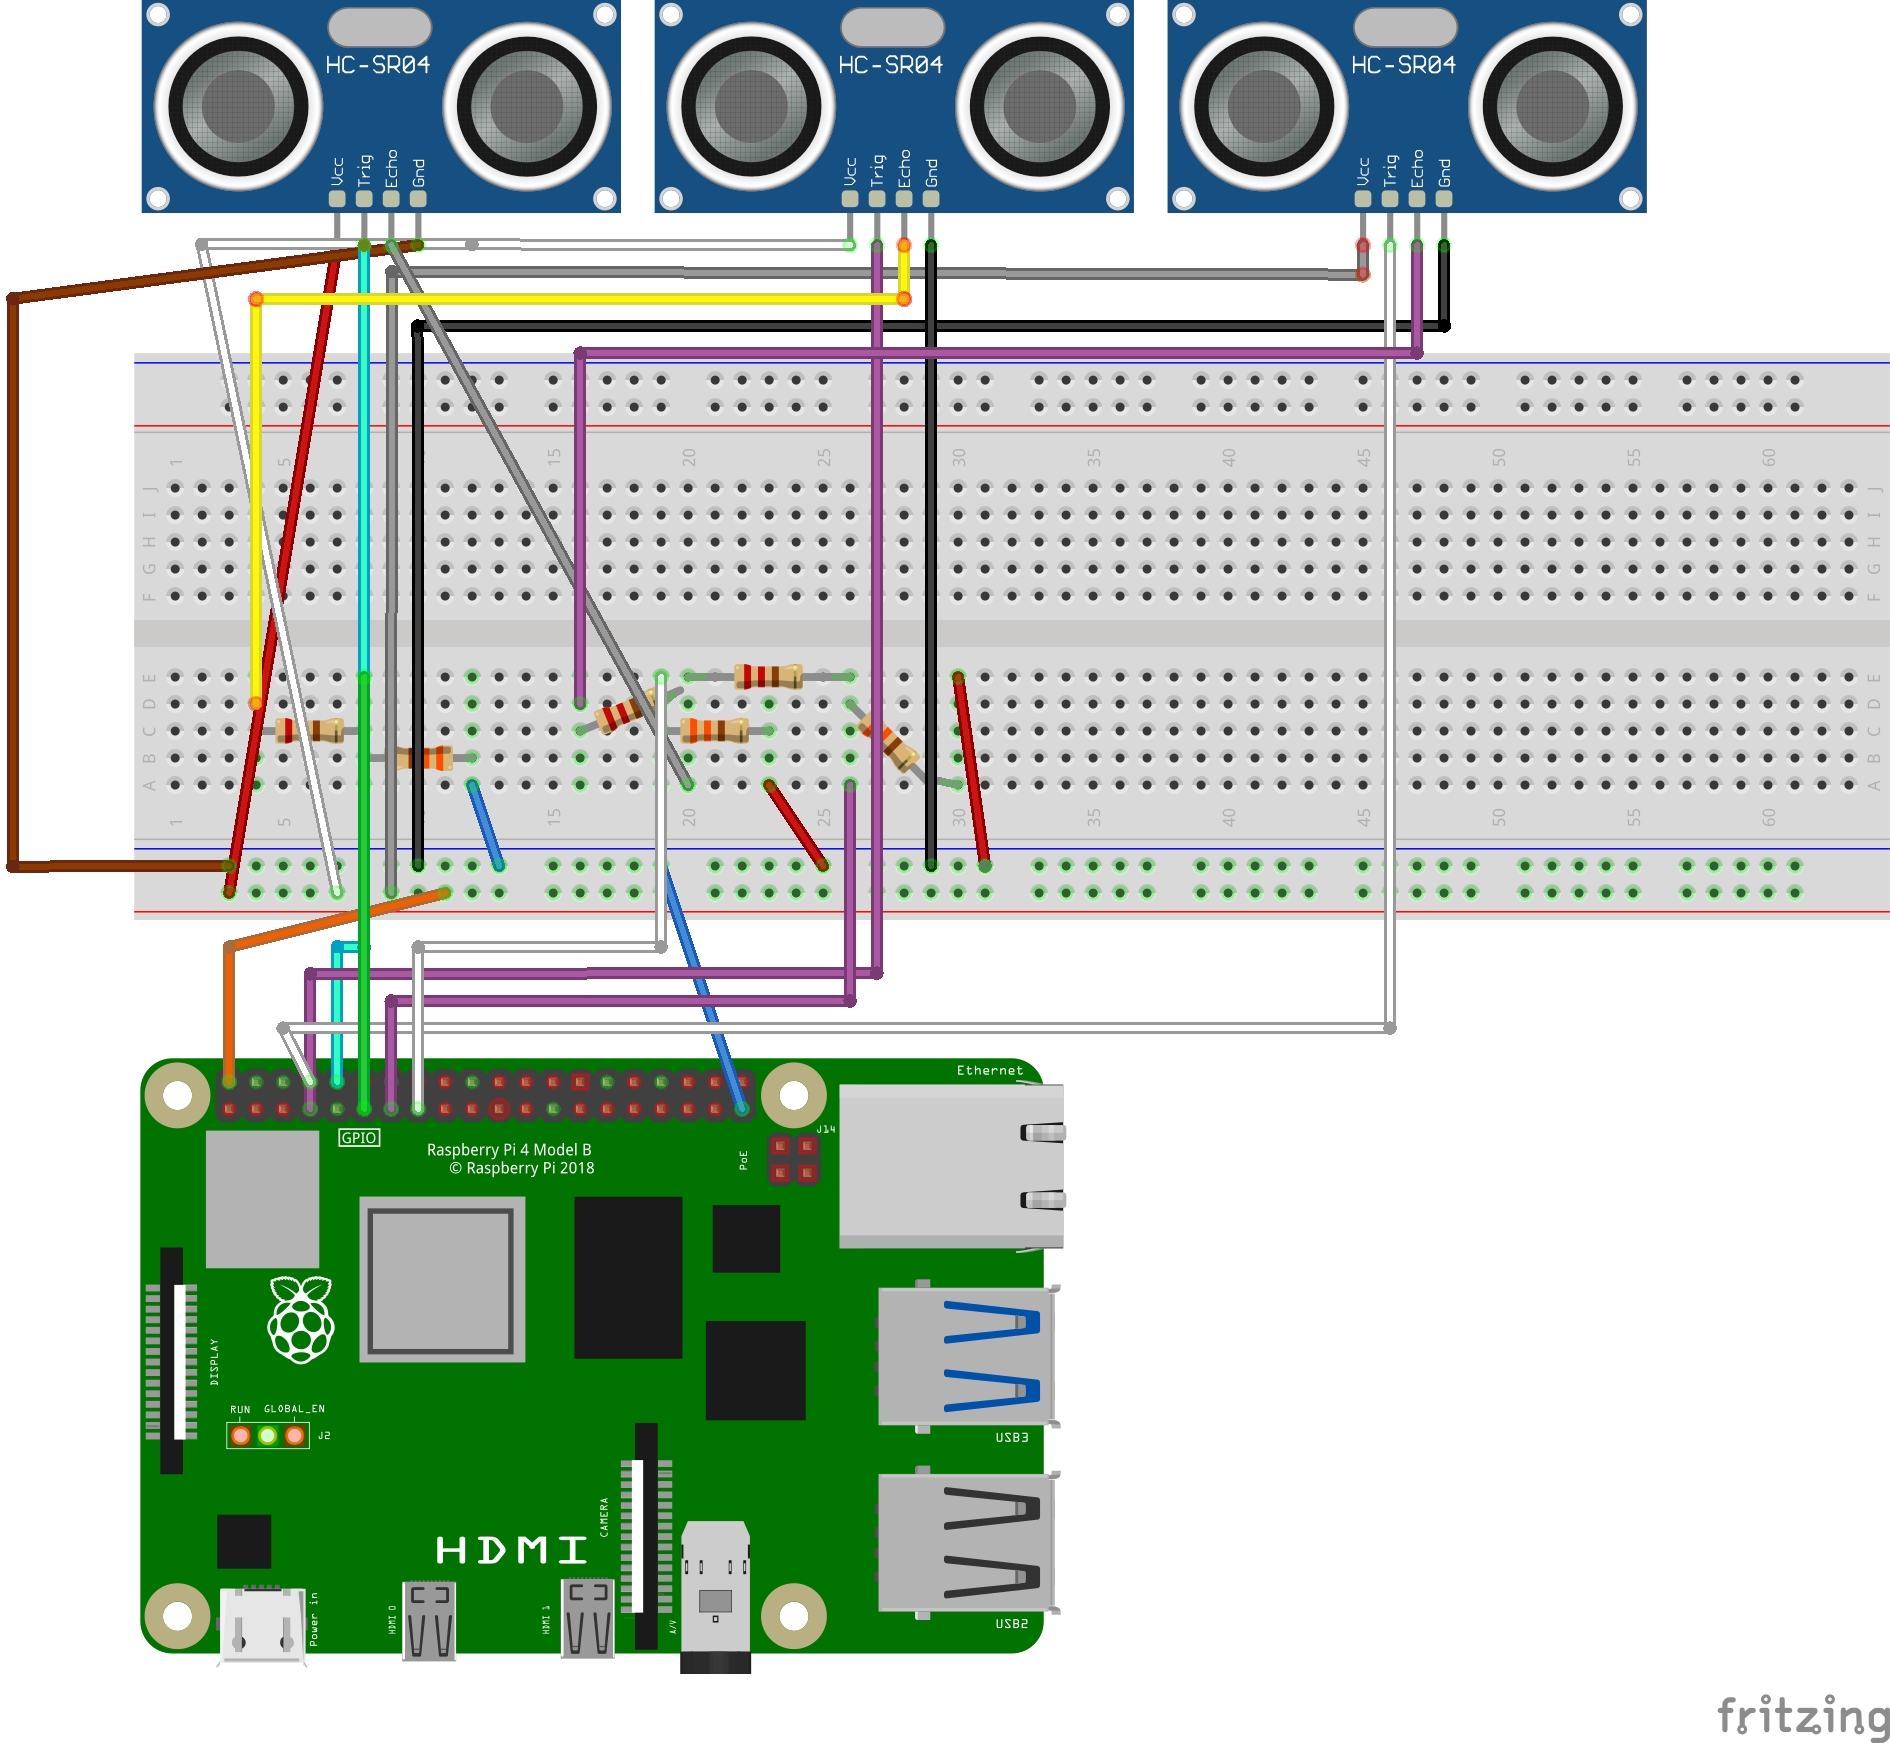 HC-SR04 HC-SR04 HC-SR04
Vcc Trig Echo Gnd Vcc Trig Echo Gnd Vcc Trig Echo Gnd
1 5 15 20 25 30 35 40 45 50 55 60
J J
I I
H H
G G
F F
E E
D D
C C
B B
A A
1 5 15 20 25 30 35 40 45 50 55 60
Ethernet
J14
GPIO
PoE
Raspberry Pi 4 Model B
© Raspberry Pi 2018
DISPLAY
RUN GLOBAL_EN
J2
USB3
CAMERA
HDMI
Power in
HDMI 0
HDMI 1
A/V
USB2
fritzing